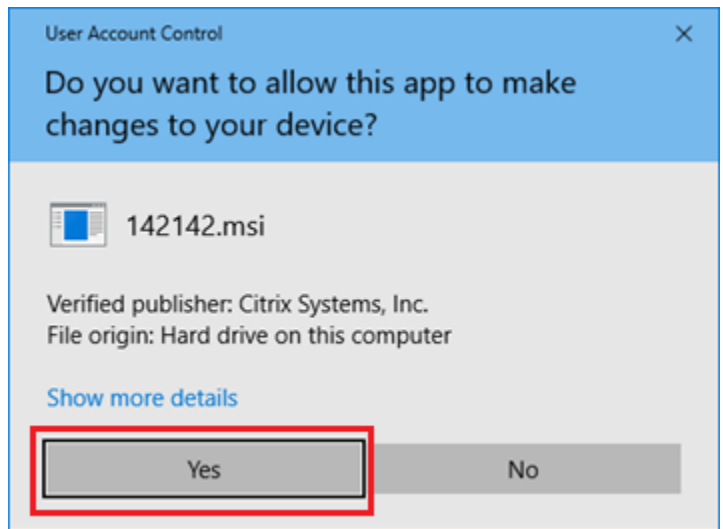 User Account Control
Do you want to allow this app to make
changes to your device?
142142.msi
Verified publisher: Citrix Systems, Inc.
File origin: Hard drive on this computer
Show more details
Yes
No